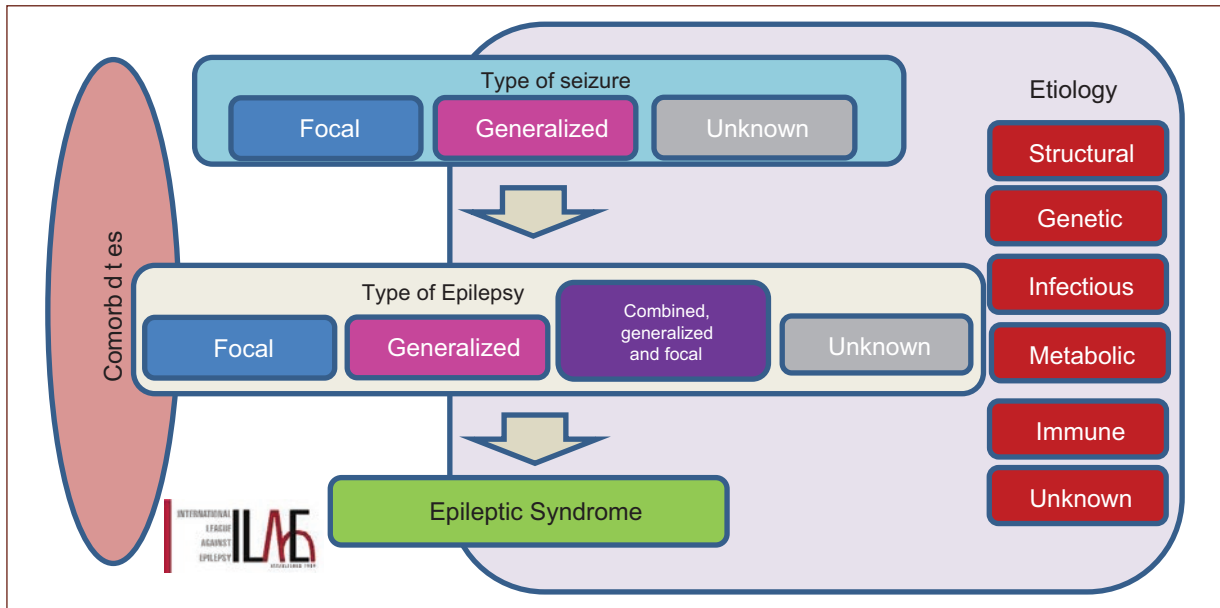 Type of seizure
Focal
Generalized
Unknown
Etiology
Structural
Genetic
Infectious
Metabolic
Immune
Unknown
Comorb d t es
Type of Epilepsy
Focal
Generalized
Combined,
generalized
and focal
Unknown
Epileptic Syndrome
INTERNATIONAL
LEAGUE
AGAINST
EPILEPSY
ILAE